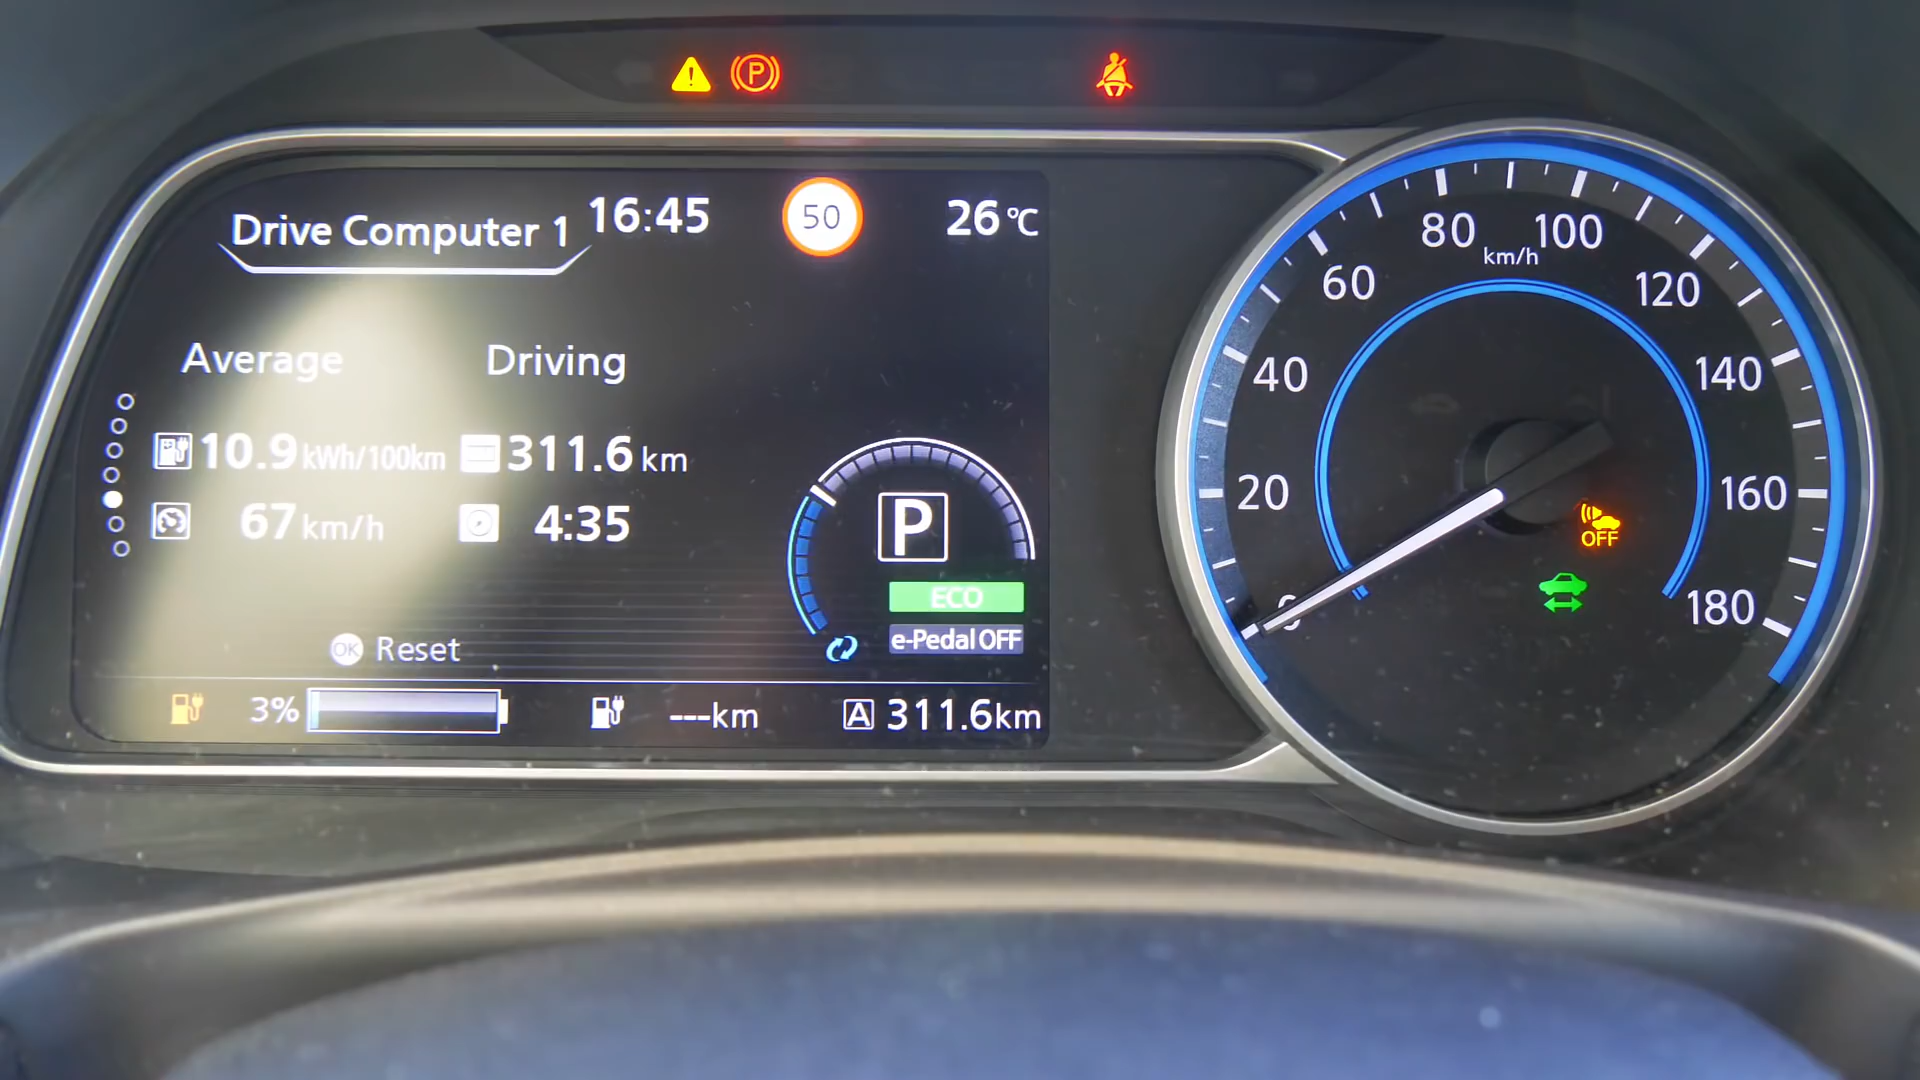 P
Drive Computer 1 16:45 50 26°C
Average Driving
10.9 kWh/100km 311.6 km
67 km/h 4:35
P
ECO
e-Pedal OFF
OK Reset
3% ---km A 311.6km
0
20
40
60
80
100
120
140
160
180
km/h
OFF